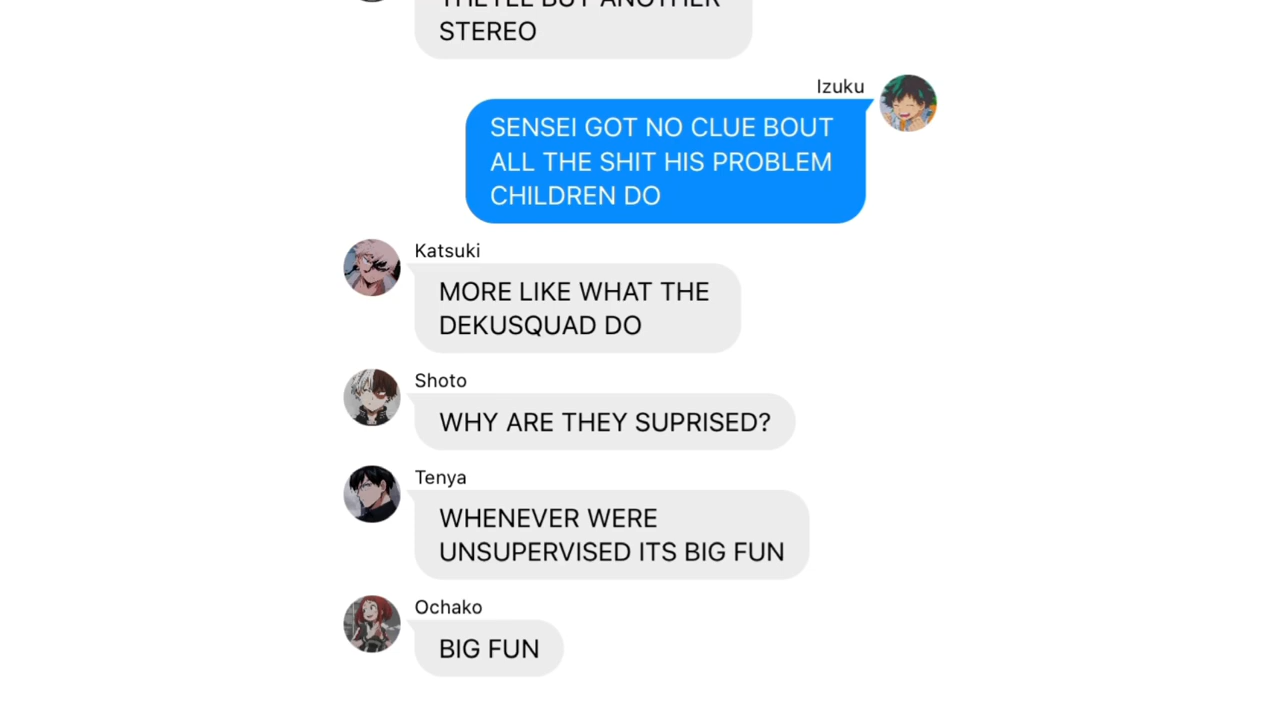 THEYLL BUY ANOTHER
STEREO
Izuku
SENSEI GOT NO CLUE BOUT
ALL THE SHIT HIS PROBLEM
CHILDREN DO
Katsuki
MORE LIKE WHAT THE
DEKUSQUAD DO
Shoto
WHY ARE THEY SUPRISED?
Tenya
WHENEVER WERE
UNSUPERVISED ITS BIG FUN
Ochako
BIG FUN